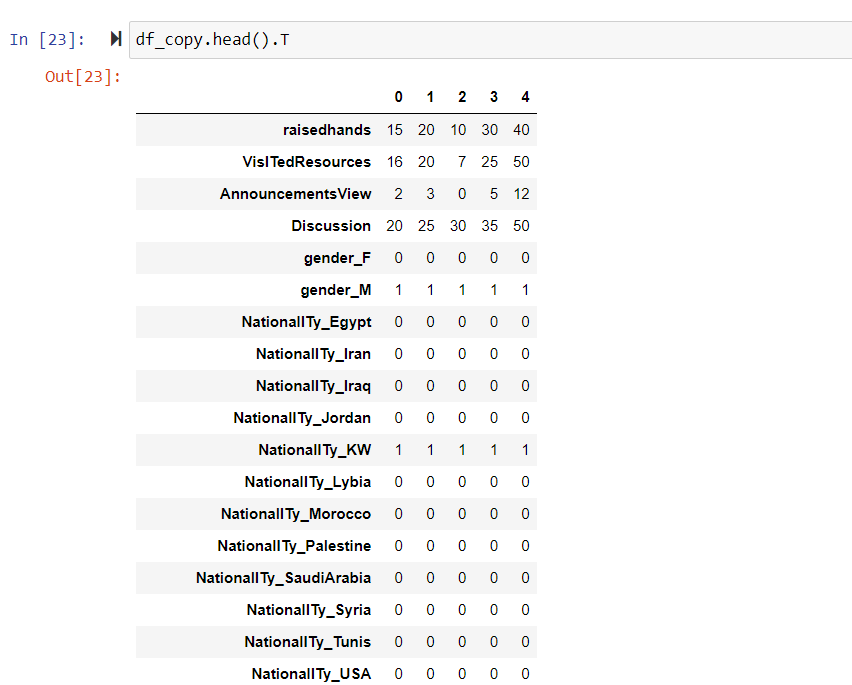 In [23]: df_copy.head().T
Out[23]:
0 1 2 3 4
raisedhands 15 20 10 30 40
VisITedResources 16 20 7 25 50
AnnouncementsView 2 3 0 5 12
Discussion 20 25 30 35 50
gender_F 0 0 0 0 0
gender_M 1 1 1 1 1
NationalITy_Egypt 0 0 0 0 0
NationalITy_Iran 0 0 0 0 0
NationalITy_Iraq 0 0 0 0 0
NationalITy_Jordan 0 0 0 0 0
NationalITy_KW 1 1 1 1 1
NationalITy_Lybia 0 0 0 0 0
NationalITy_Morocco 0 0 0 0 0
NationalITy_Palestine 0 0 0 0 0
NationalITy_SaudiArabia 0 0 0 0 0
NationalITy_Syria 0 0 0 0 0
NationalITy_Tunis 0 0 0 0 0
NationalITy_USA 0 0 0 0 0